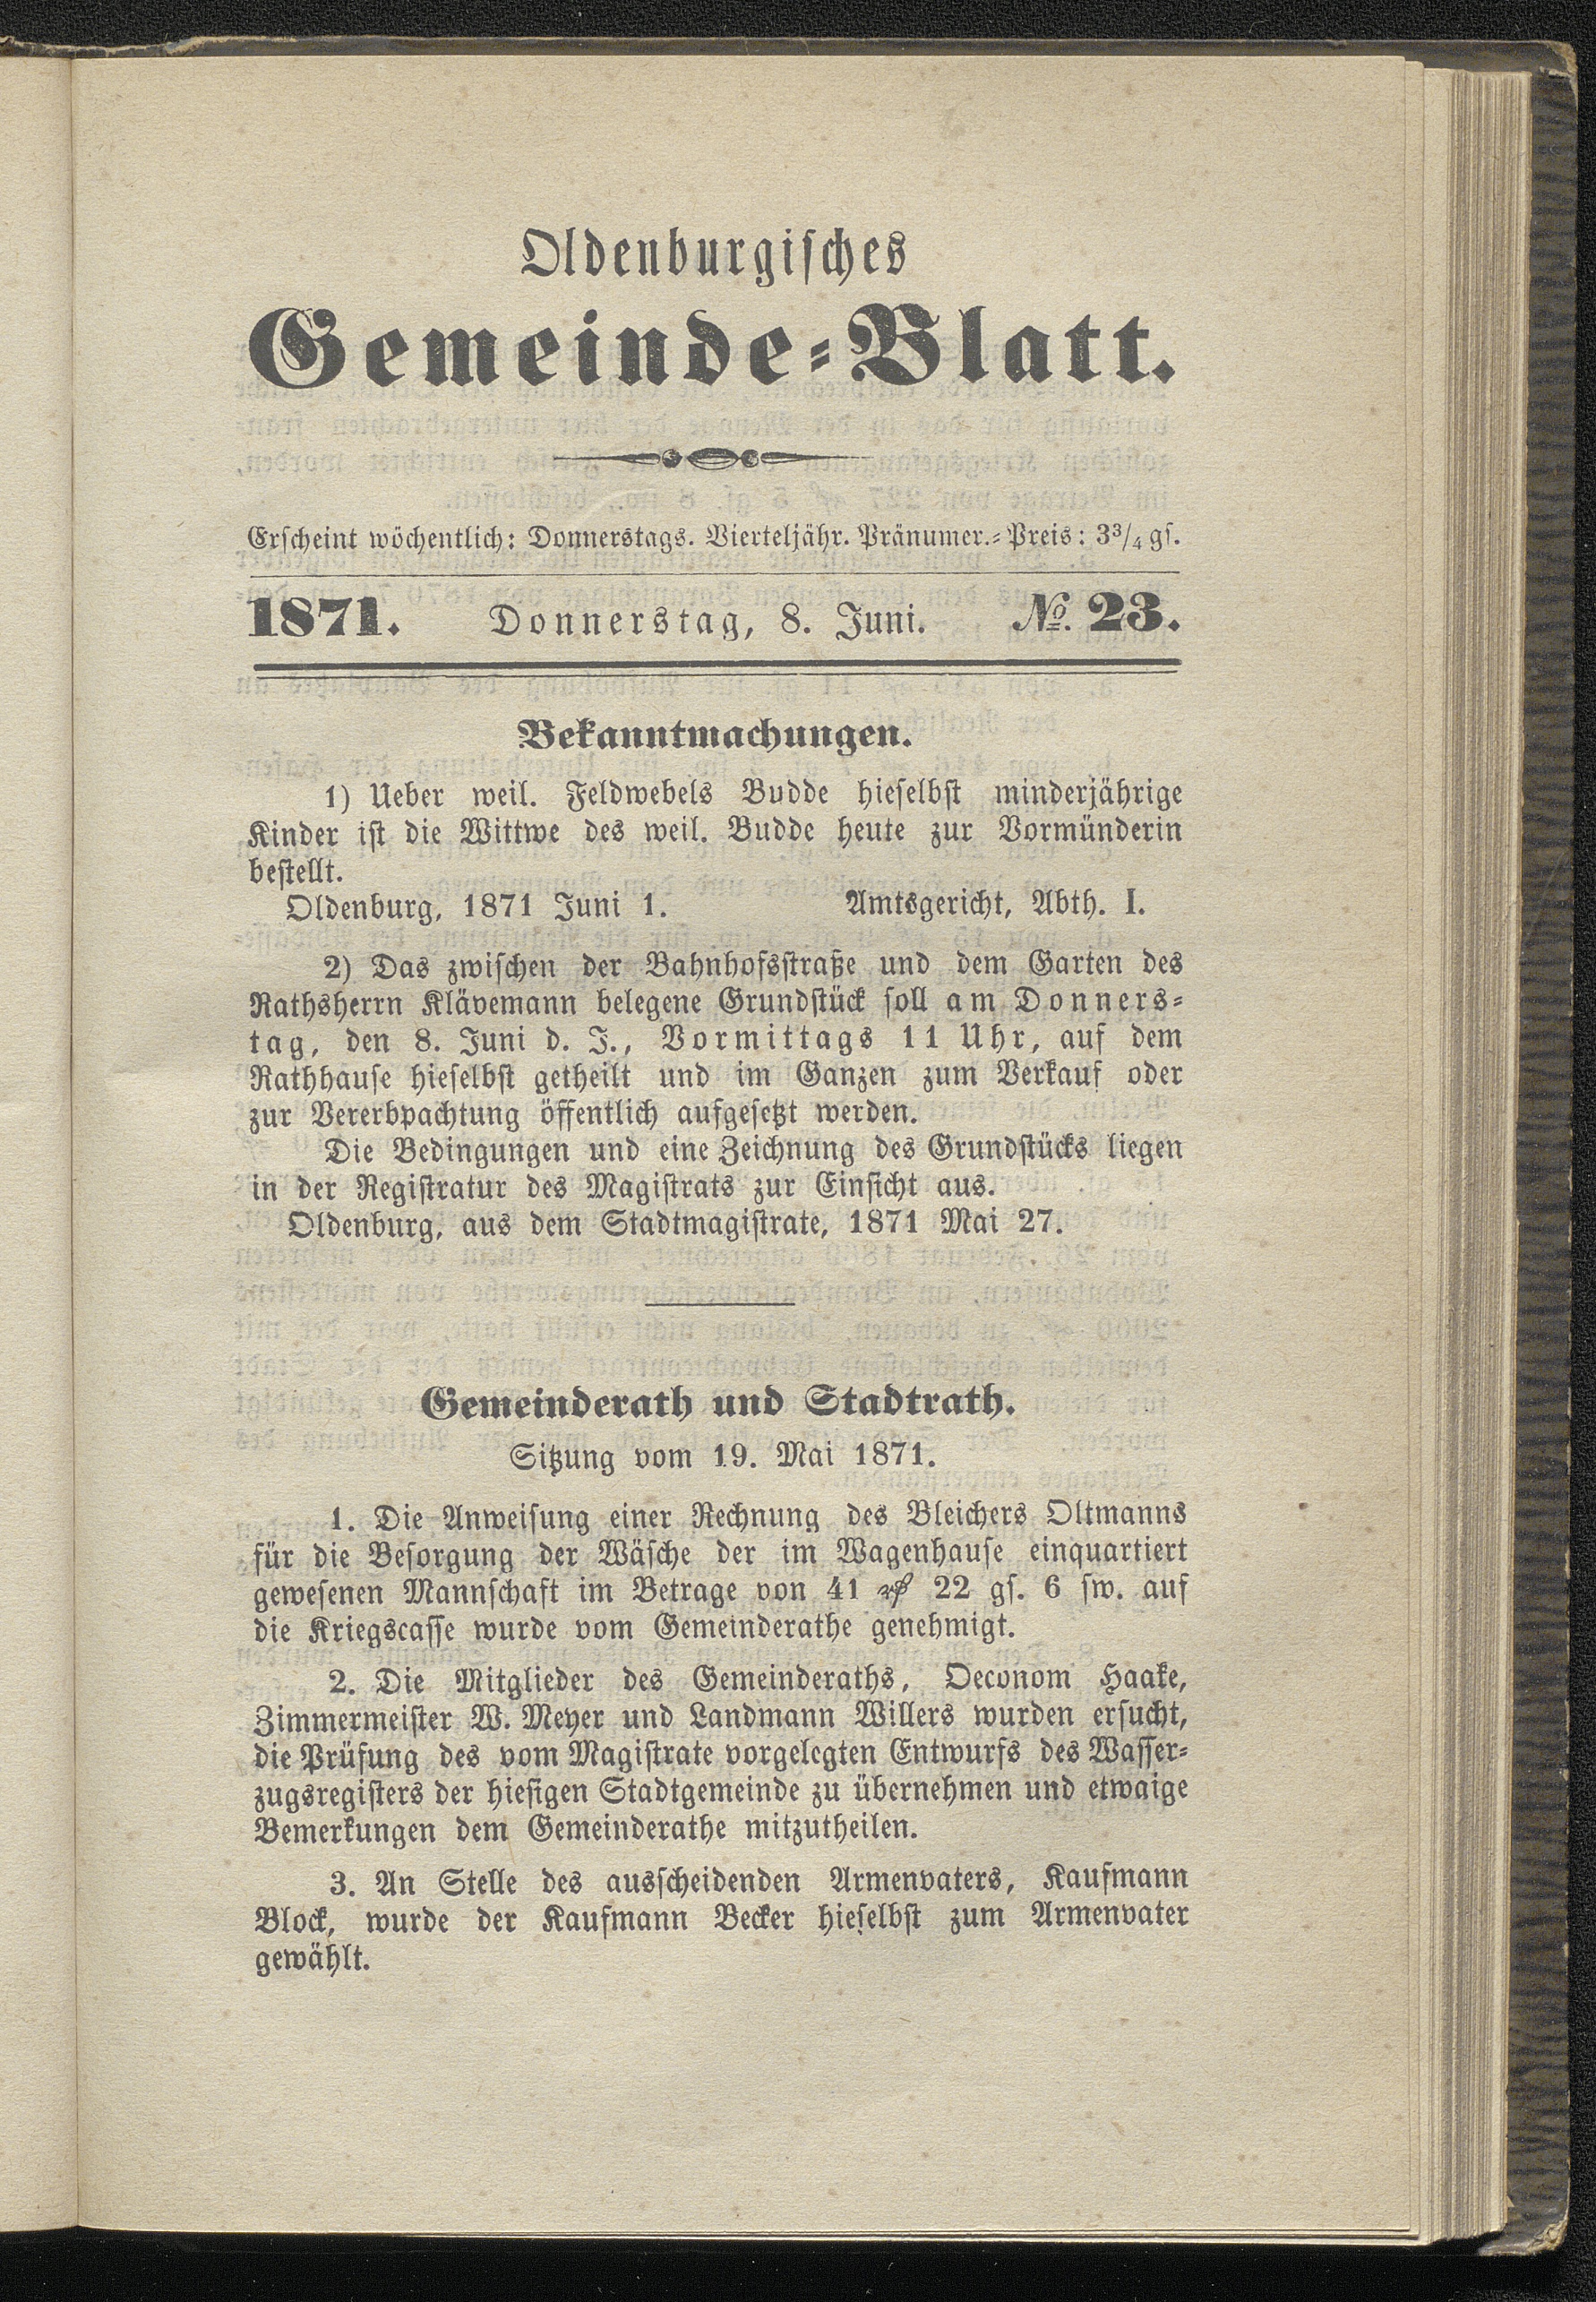 Oldenburgisches
Gemeinde-Blatt.
Erscheint wöchentlich: Donnerstags. Vierteljähr. Pränumer.-Preis: 3¾ gs.
1871. Donnerstag, 8. Juni. №. 23.
Bekanntmachungen.
1) Ueber weil. Feldwebels Budde hieselbst minderjährige
Kinder ist die Wittwe des weil. Budde heute zur Vormünderin
bestellt.
Oldenburg, 1871 Juni 1. Amtsgericht, Abth. I.
2) Das zwischen der Bahnhofsstraße und dem Garten des
Rathsherrn Klävemann belegene Grundstück soll am Donners-
tag, den 8. Juni d. J., Vormittags 11 Uhr, auf dem
Rathhause hieselbst getheilt und im Ganzen zum Verkauf oder
zur Vererbpachtung öffentlich aufgesetzt werden.
Die Bedingungen und eine Zeichnung des Grundstücks liegen
in der Registratur des Magistrats zur Einsicht aus.
Oldenburg, aus dem Stadtmagistrate, 1871 Mai 27.
Gemeinderath und Stadtrath.
Sitzung vom 19. Mai 1871.
1. Die Anweisung einer Rechnung des Bleichers Oltmanns
für die Besorgung der Wäsche der im Wagenhause einquartiert
gewesenen Mannschaft im Betrage von 41 ₰ 22 gs. 6 sw. auf
die Kriegscasse wurde vom Gemeinderathe genehmigt.
2. Die Mitglieder des Gemeinderaths, Oeconom Haake,
Zimmermeister W. Meyer und Landmann Willers wurden ersucht,
die Prüfung des vom Magistrate vorgelegten Entwurfs des Wasser-
zugsregisters der hiesigen Stadtgemeinde zu übernehmen und etwaige
Bemerkungen dem Gemeinderathe mitzutheilen.
3. An Stelle des ausscheidenden Armenvaters, Kaufmann
Block, wurde der Kaufmann Becker hieselbst zum Armenvater
gewählt.